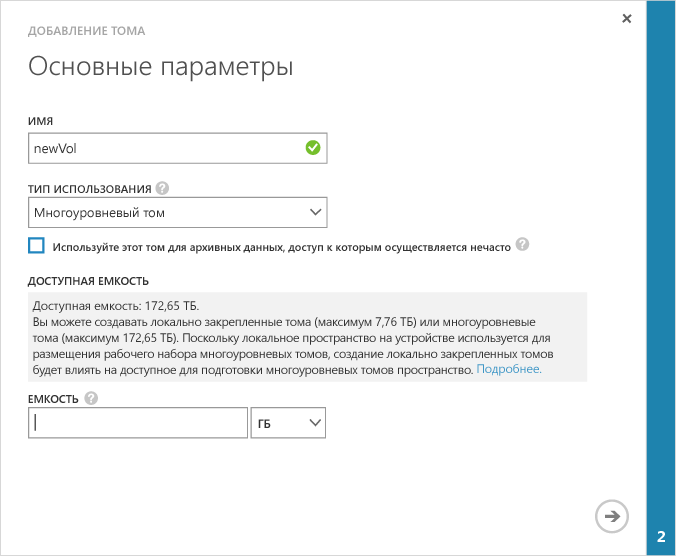 ДОБАВЛЕНИЕ ТОМА
Основные параметры
ИМЯ
newVol
ТИП ИСПОЛЬЗОВАНИЯ ?
Многоуровневый том
Используйте этот том для архивных данных, доступ к которым осуществляется нечасто ?
ДОСТУПНАЯ ЕМКОСТЬ
Доступная емкость: 172,65 ТБ.
Вы можете создавать локально закрепленные тома (максимум 7,76 ТБ) или многоуровневые
тома (максимум 172,65 ТБ). Поскольку локальное пространство на устройстве используется для
размещения рабочего набора многоуровневых томов, создание локально закрепленных томов
будет влиять на доступное для подготовки многоуровневых томов пространство. Подробнее.
ЕМКОСТЬ ?
ГБ
2